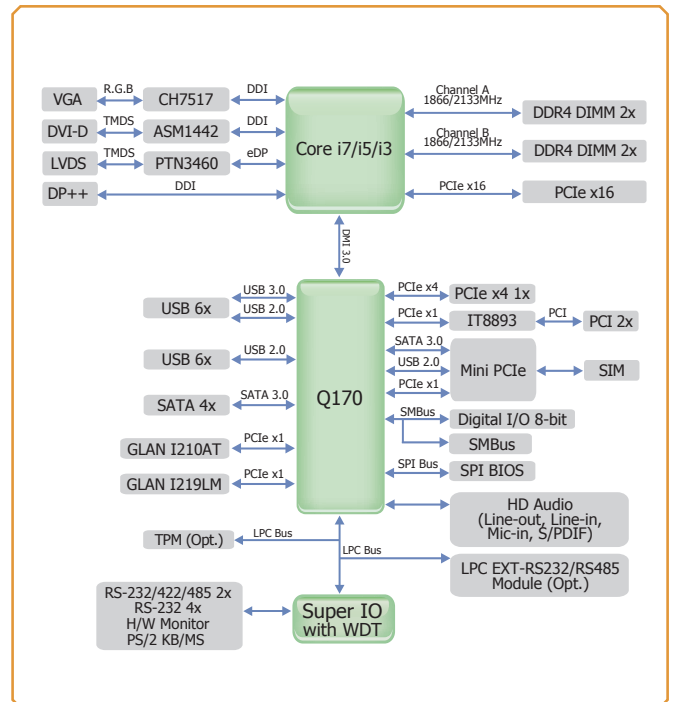 VGA
R.G.B
CH7517
DDI
DVI-D
TMDS
ASM1442
DDI
LVDS
TMDS
PTN3460
eDP
DP++
DDI
Core i7/i5/i3
Channel A
1866/2133MHz
DDR4 DIMM 2x
Channel B
1866/2133MHz
DDR4 DIMM 2x
PCIe x16
PCIe x16
DMI 3.0
USB 6x
USB 3.0
USB 2.0
USB 6x
USB 2.0
SATA 4x
SATA 3.0
GLAN I210AT
PCIe x1
GLAN I219LM
PCIe x1
Q170
PCIe x4
PCIe x4 1x
PCIe x1
IT8893
PCI
PCI 2x
SATA 3.0
USB 2.0
PCIe x1
Mini PCIe
SIM
SMBus
Digital I/O 8-bit
SMBus
SPI Bus
SPI BIOS
HD Audio
(Line-out, Line-in,
Mic-in, S/PDIF)
TPM (Opt.)
LPC Bus
LPC Bus
LPC EXT-RS232/RS485
Module (Opt.)
RS-232/422/485 2x
RS-232 4x
H/W Monitor
PS/2 KB/MS
Super IO
with WDT